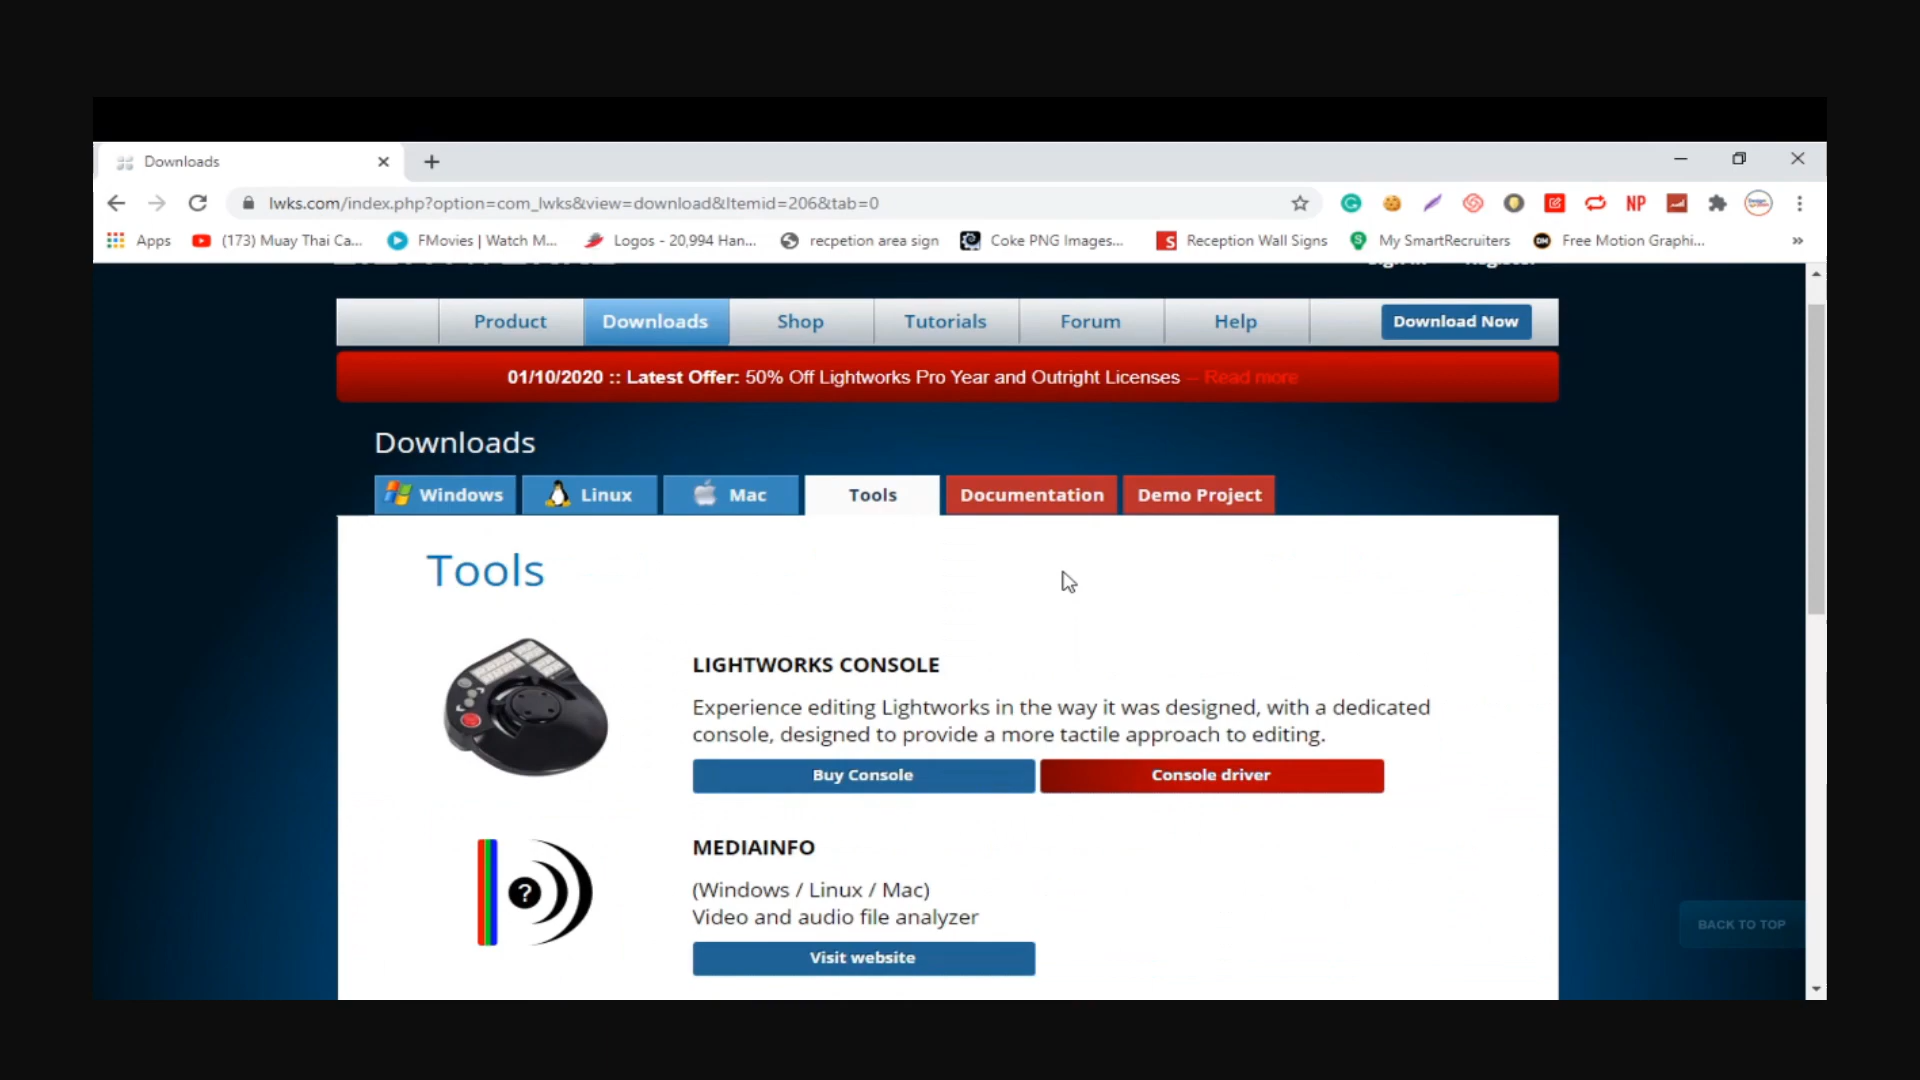 Downloads
lwks.com/index.php?option=com_lwks&view=download&Itemid=206&tab=0
NP
Apps (173) Muay Thai Ca... FMovies | Watch M... Logos - 20,994 Han... recpetion area sign Coke PNG Images... Reception Wall Signs My SmartRecruiters Free Motion Graphi... »
Product Downloads Shop Tutorials Forum Help Download Now
01/10/2020 :: Latest Offer: 50% Off Lightworks Pro Year and Outright Licenses – Read more
Downloads
Windows Linux Mac Tools Documentation Demo Project
Tools
LIGHTWORKS CONSOLE
Experience editing Lightworks in the way it was designed, with a dedicated
console, designed to provide a more tactile approach to editing.
Buy Console Console driver
MEDIAINFO
(Windows / Linux / Mac)
Video and audio file analyzer
Visit website
BACK TO TOP